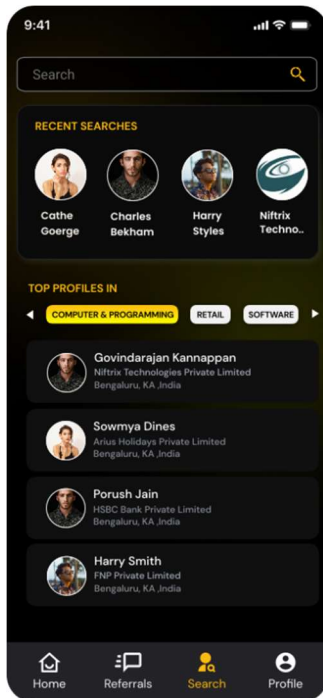 9:41
Search
RECENT SEARCHES
Cathe
Goerge
Charles
Bekham
Harry
Styles
Niftrix
Techno..
TOP PROFILES IN
COMPUTER & PROGRAMMING RETAIL SOFTWARE
Govindarajan Kannappan
Niftrix Technologies Private Limited
Bengaluru, KA ,India
Sowmya Dines
Arius Holidays Private Limited
Bengaluru, KA ,India
Porush Jain
HSBC Bank Private Limited
Bengaluru, KA ,India
Harry Smith
FNP Private Limited
Bengaluru, KA ,India
Home Referrals Search Profile